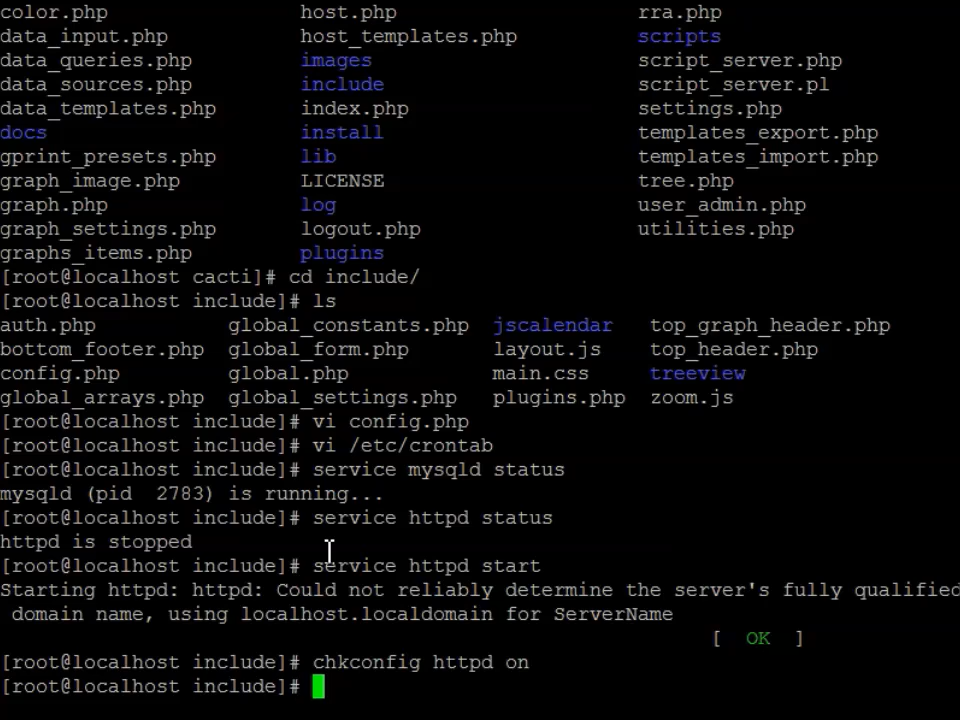 color.php host.php rra.php
data_input.php host_templates.php scripts
data_queries.php images script_server.php
data_sources.php include script_server.pl
data_templates.php index.php settings.php
docs install templates_export.php
gprint_presets.php lib templates_import.php
graph_image.php LICENSE tree.php
graph.php log user_admin.php
graph_settings.php logout.php utilities.php
graphs_items.php plugins
[root@localhost cacti]# cd include/
[root@localhost include]# ls
auth.php global_constants.php jscalendar top_graph_header.php
bottom_footer.php global_form.php layout.js top_header.php
config.php global.php main.css treeview
global_arrays.php global_settings.php plugins.php zoom.js
[root@localhost include]# vi config.php
[root@localhost include]# vi /etc/crontab
[root@localhost include]# service mysqld status
mysqld (pid 2783) is running...
[root@localhost include]# service httpd status
httpd is stopped
[root@localhost include]# service httpd start
Starting httpd: httpd: Could not reliably determine the server's fully qualified
domain name, using localhost.localdomain for ServerName
[ OK ]
[root@localhost include]# chkconfig httpd on
[root@localhost include]#